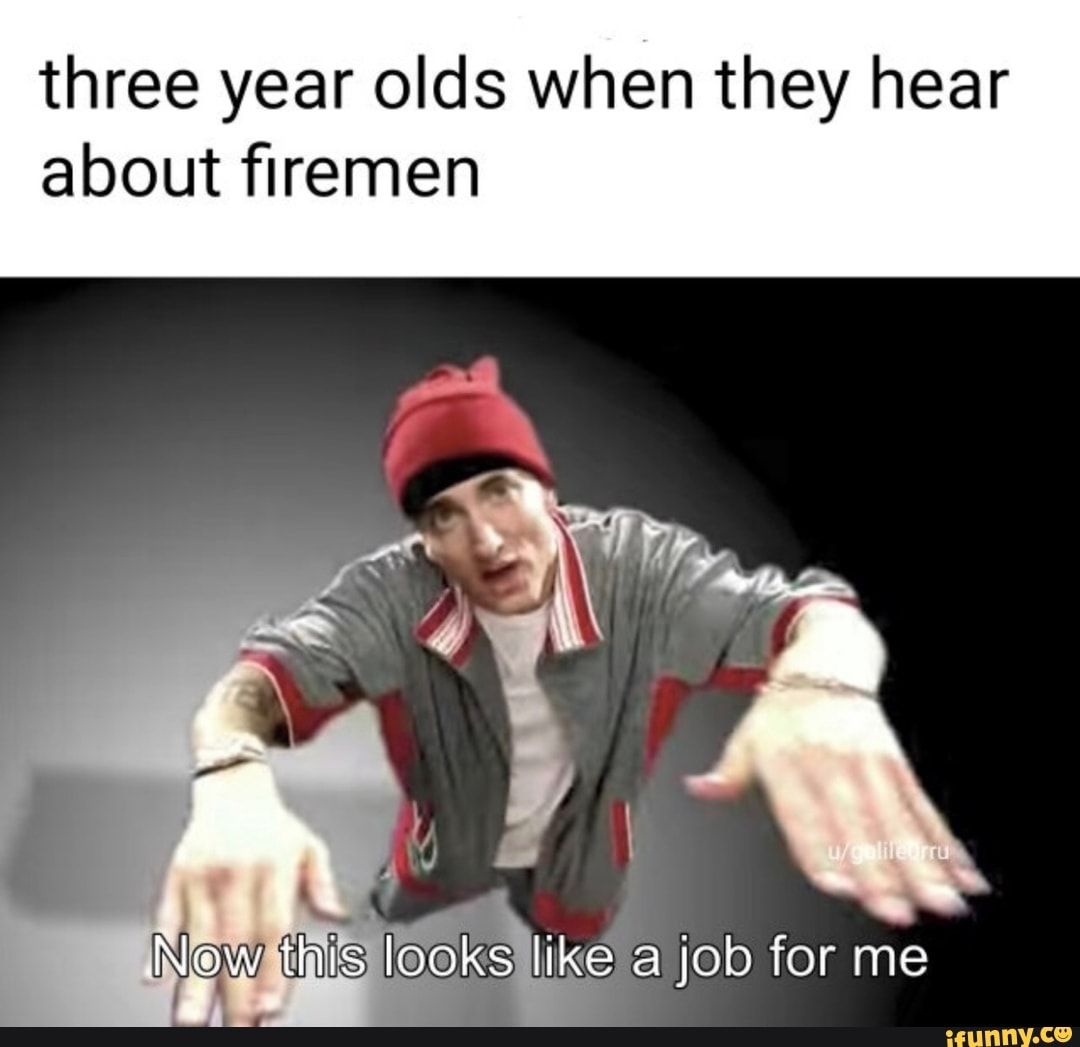 three year olds when they hear
about firemen
Now this looks like a job for me
ifunny.co